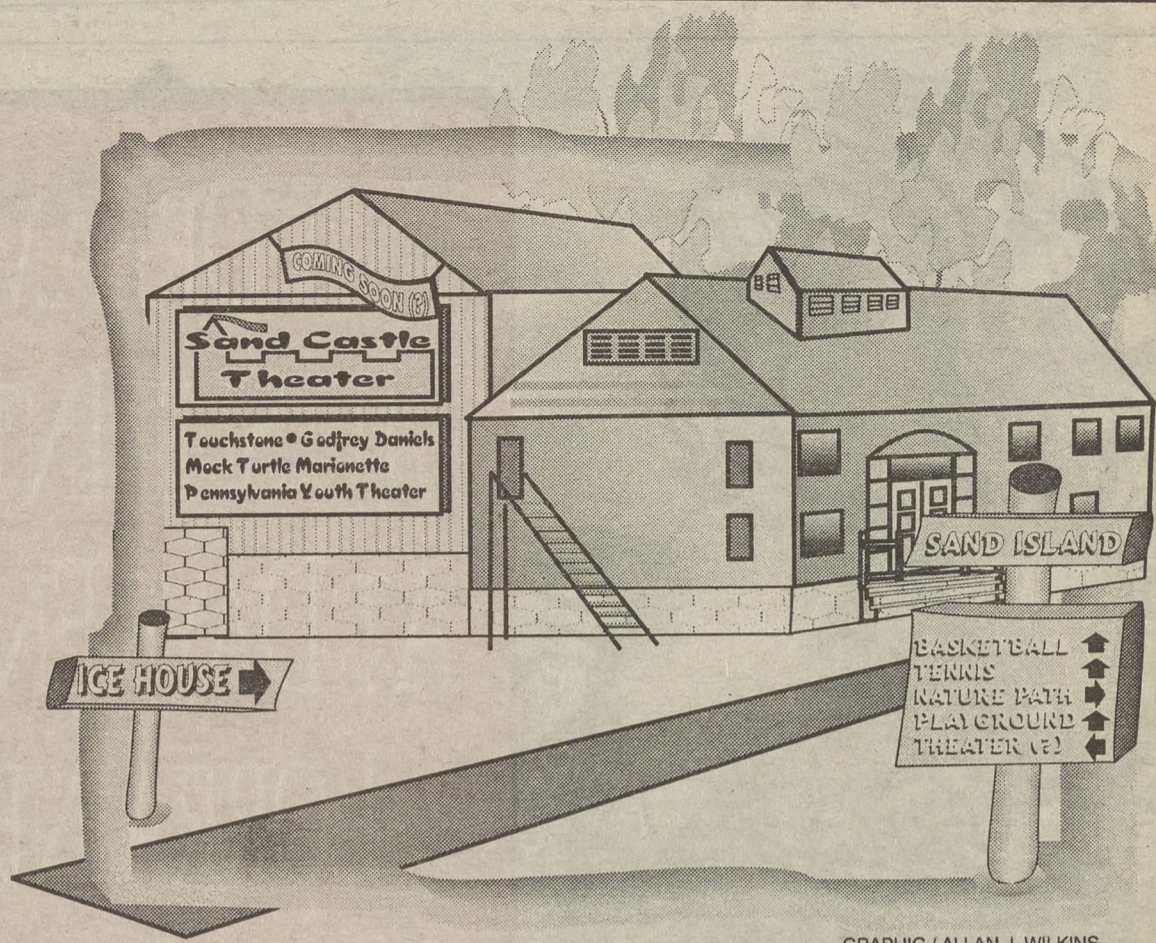 COMING SOON (?)
Sand Castle
Theater
Touchstone • Godfrey Daniels
Mock Turtle Marionette
Pennsylvania Youth Theater
SAND ISLAND
ICE HOUSE
BASKETBALL
TENNIS
NATURE PATH
PLAYGROUND
THEATER (?)
GRAPHIC / ALLAN J. WILKINS